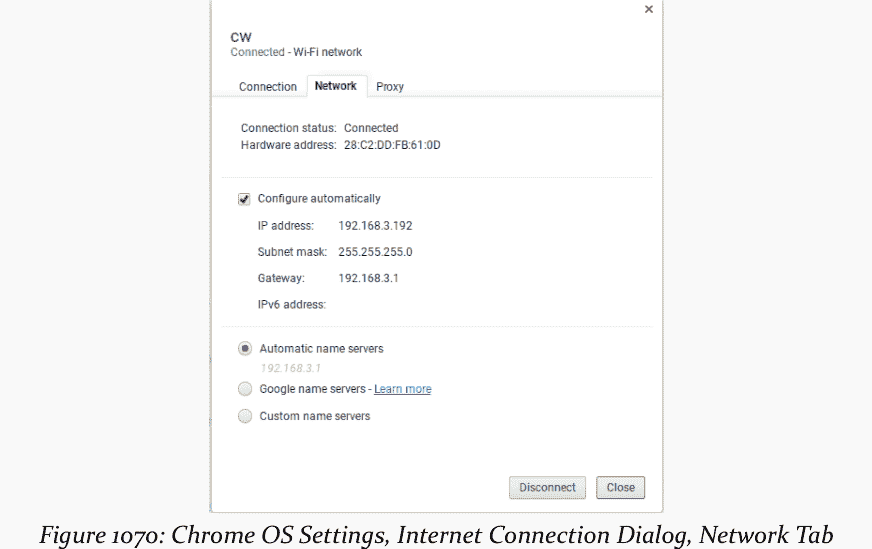 CW
Connected - Wi-Fi network
Connection Network Proxy
Connection status: Connected
Hardware address: 28:C2:DD:FB:61:0D
Configure automatically
IP address: 192.168.3.192
Subnet mask: 255.255.255.0
Gateway: 192.168.3.1
IPv6 address:
Automatic name servers
192.168.3.1
Google name servers - Learn more
Custom name servers
Disconnect Close
Figure 1070: Chrome OS Settings, Internet Connection Dialog, Network Tab